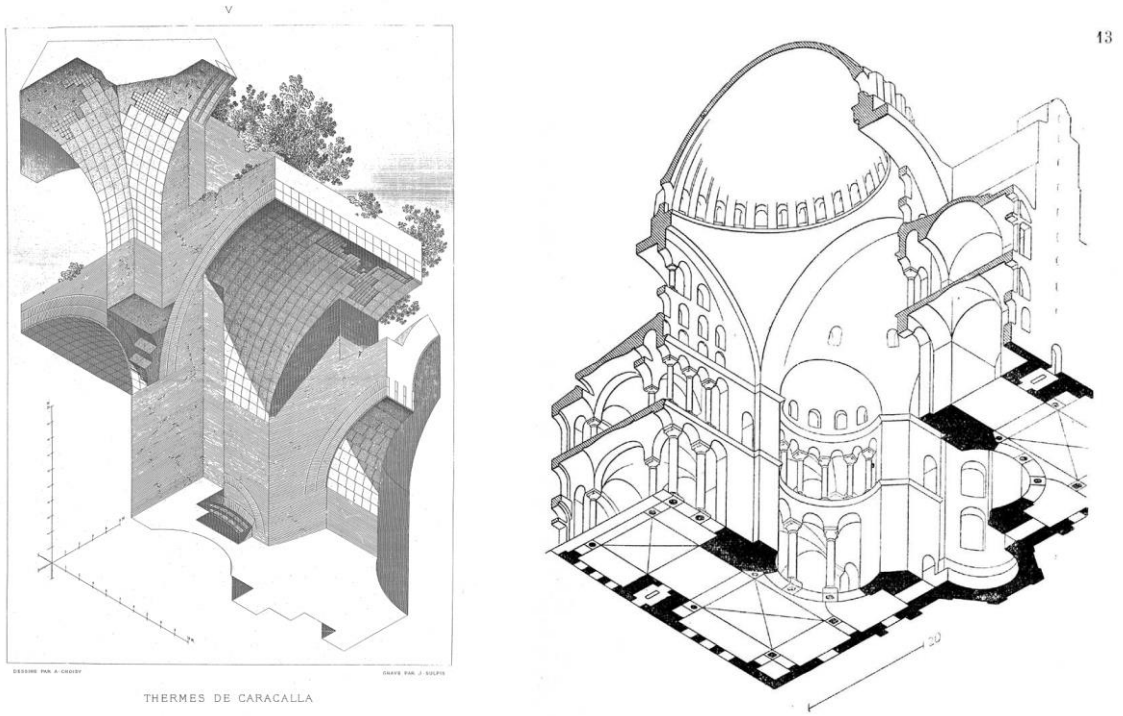 V
DESSINÉ PAR A. CHOISY
GRAVÉ PAR J. SULPIS
THERMES DE CARACALLA
13
20